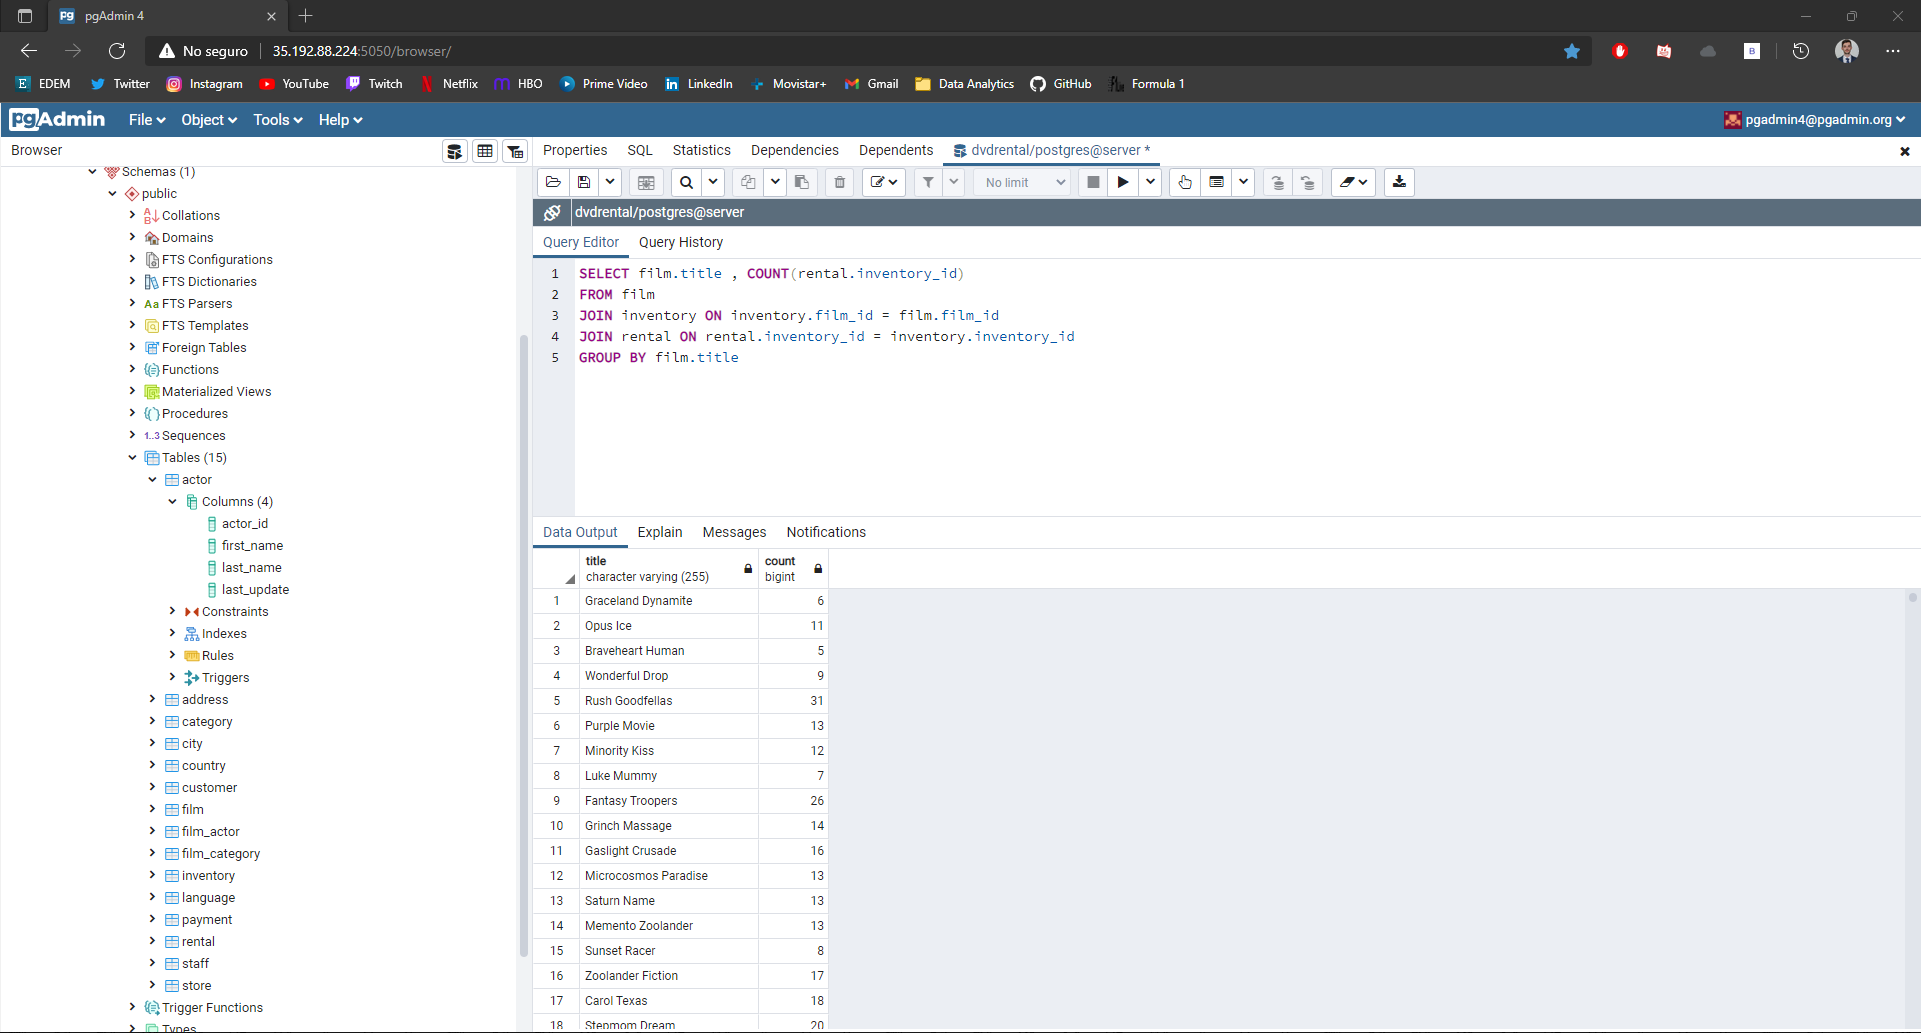 pgAdmin 4
No seguro
35.192.88.224:5050/browser/
EDEM Twitter Instagram YouTube Twitch Netflix HBO Prime Video LinkedIn Movistar+ Gmail Data Analytics GitHub Formula 1
pgAdmin File Object Tools Help
pgadmin4@pgadmin.org
Browser
Schemas (1)
public
Collations
Domains
FTS Configurations
FTS Dictionaries
Aa FTS Parsers
FTS Templates
Foreign Tables
Functions
Materialized Views
Procedures
1..3 Sequences
Tables (15)
actor
Columns (4)
actor_id
first_name
last_name
last_update
Constraints
Indexes
Rules
Triggers
address
category
city
country
customer
film
film_actor
film_category
inventory
language
payment
rental
staff
store
Trigger Functions
Types
Properties SQL Statistics Dependencies Dependents dvdrental/postgres@server *
No limit
dvdrental/postgres@server
Query Editor Query History
1 SELECT film.title , COUNT(rental.inventory_id)
2 FROM film
3 JOIN inventory ON inventory.film_id = film.film_id
4 JOIN rental ON rental.inventory_id = inventory.inventory_id
5 GROUP BY film.title
Data Output Explain Messages Notifications
title count
character varying (255) bigint
1 Graceland Dynamite 6
2 Opus Ice 11
3 Braveheart Human 5
4 Wonderful Drop 9
5 Rush Goodfellas 31
6 Purple Movie 13
7 Minority Kiss 12
8 Luke Mummy 7
9 Fantasy Troopers 26
10 Grinch Massage 14
11 Gaslight Crusade 16
12 Microcosmos Paradise 13
13 Saturn Name 13
14 Memento Zoolander 13
15 Sunset Racer 8
16 Zoolander Fiction 17
17 Carol Texas 18
18 Stepmom Dream 20